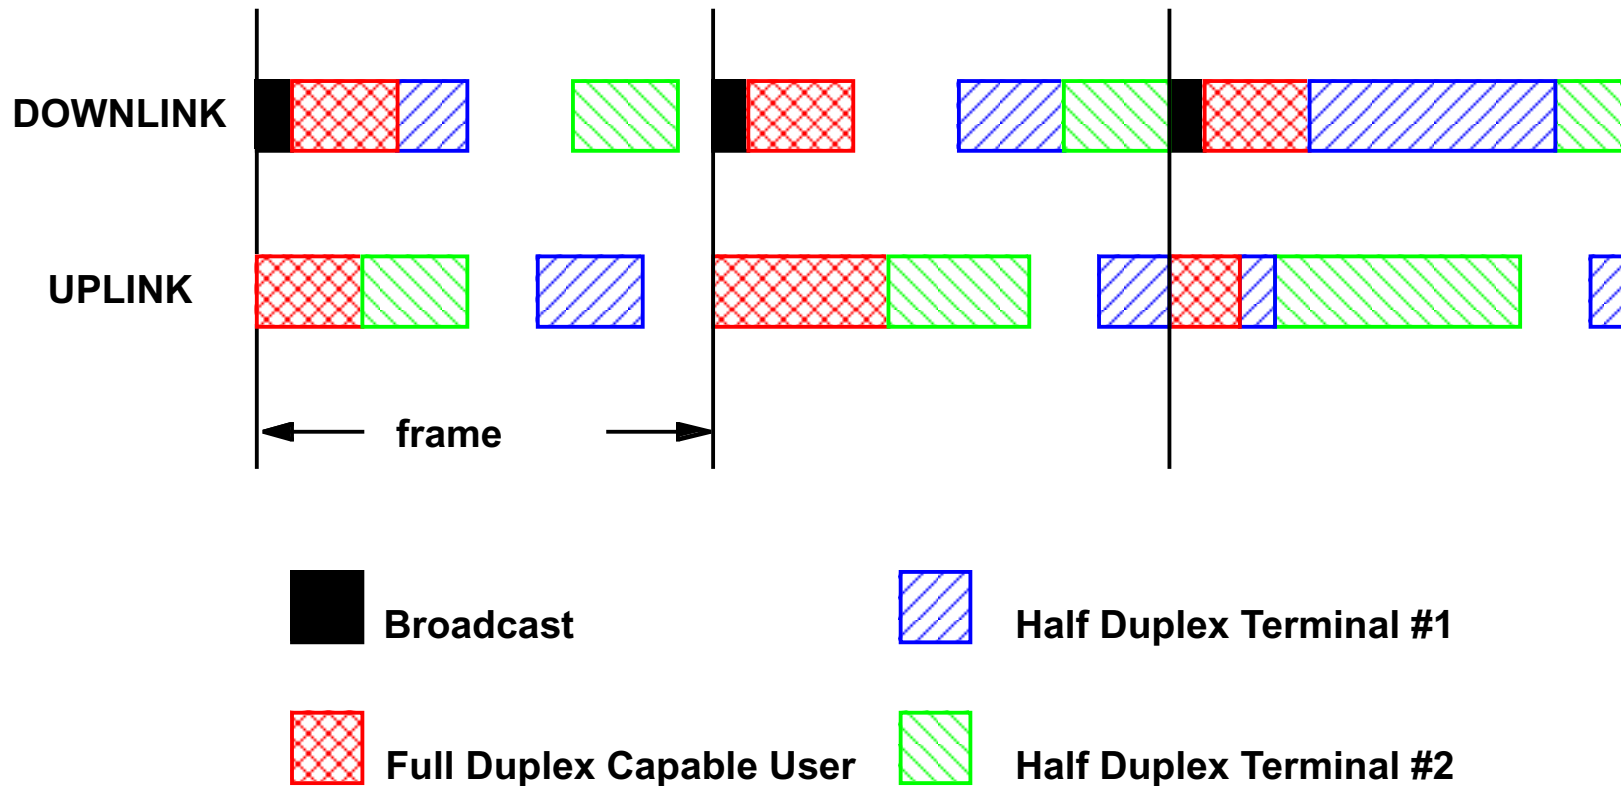 DOWNLINK
UPLINK
frame
Broadcast
Half Duplex Terminal #1
Full Duplex Capable User
Half Duplex Terminal #2